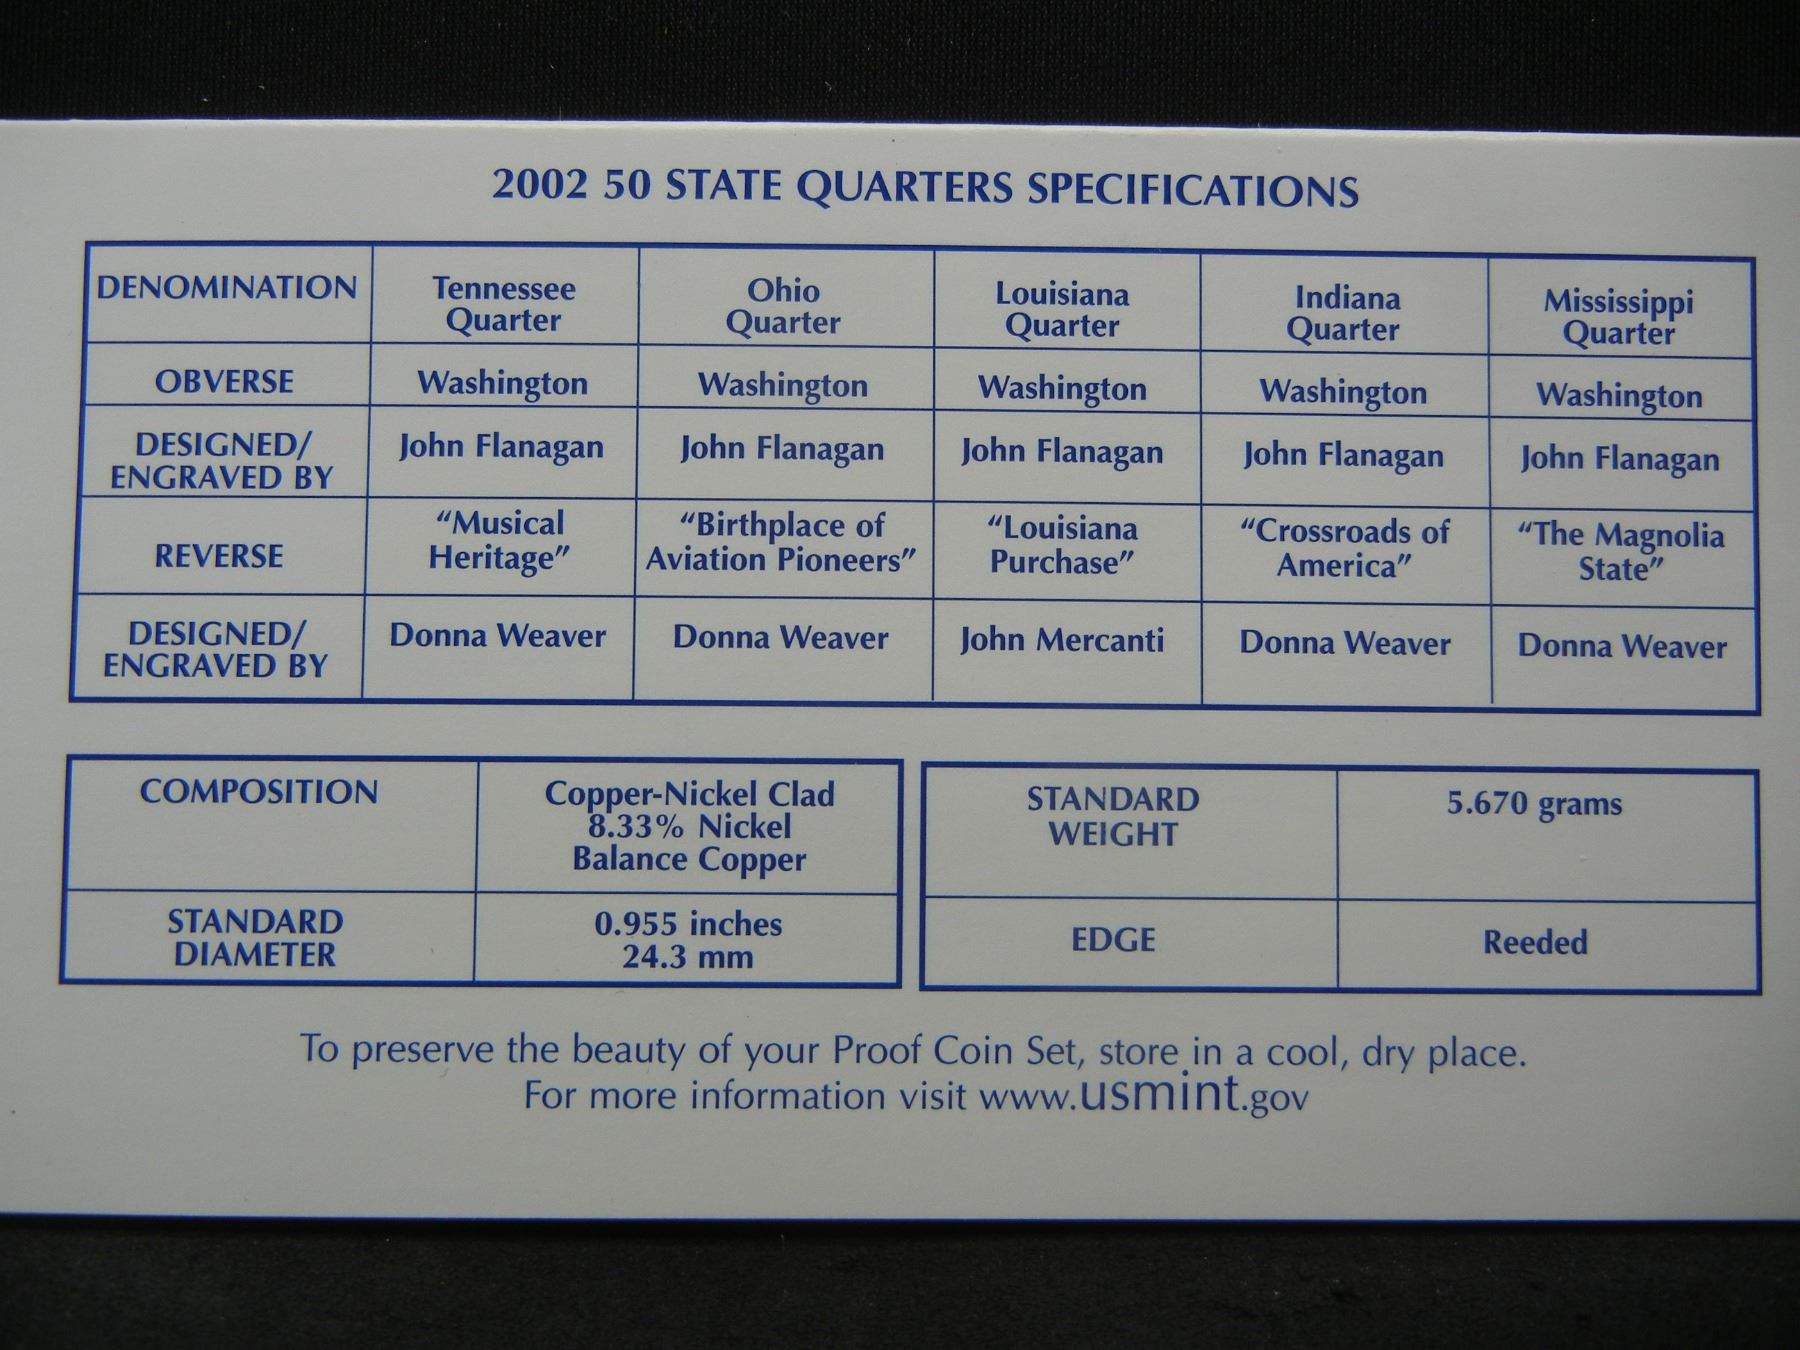 2002 50 STATE QUARTERS SPECIFICATIONS
DENOMINATION
Tennessee
Quarter
Ohio
Quarter
Louisiana
Quarter
Indiana
Quarter
Mississippi
Quarter
OBVERSE
Washington
Washington
Washington
Washington
Washington
DESIGNED/
ENGRAVED BY
John Flanagan
John Flanagan
John Flanagan
John Flanagan
John Flanagan
REVERSE
“Musical
Heritage”
“Birthplace of
Aviation Pioneers”
“Louisiana
Purchase”
“Crossroads of
America”
“The Magnolia
State”
DESIGNED/
ENGRAVED BY
Donna Weaver
Donna Weaver
John Mercanti
Donna Weaver
Donna Weaver
COMPOSITION
Copper-Nickel Clad
8.33% Nickel
Balance Copper
STANDARD
DIAMETER
0.955 inches
24.3 mm
STANDARD
WEIGHT
5.670 grams
EDGE
Reeded
To preserve the beauty of your Proof Coin Set, store in a cool, dry place.
For more information visit www.usmint.gov